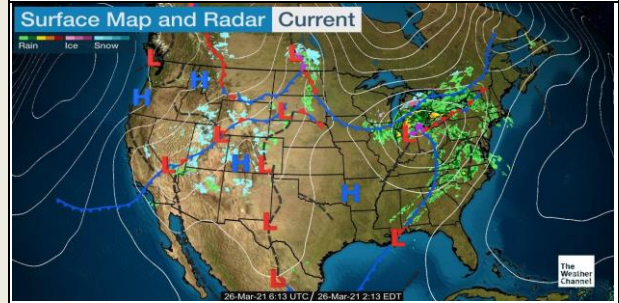 Surface Map and Radar Current
Rain Ice Snow
L
L
H
H
L
L
L
L
H
L
H
L
L
L
The
Weather
Channel
26-Mar-21 6:13 UTC / 26-Mar-21 2:13 EDT